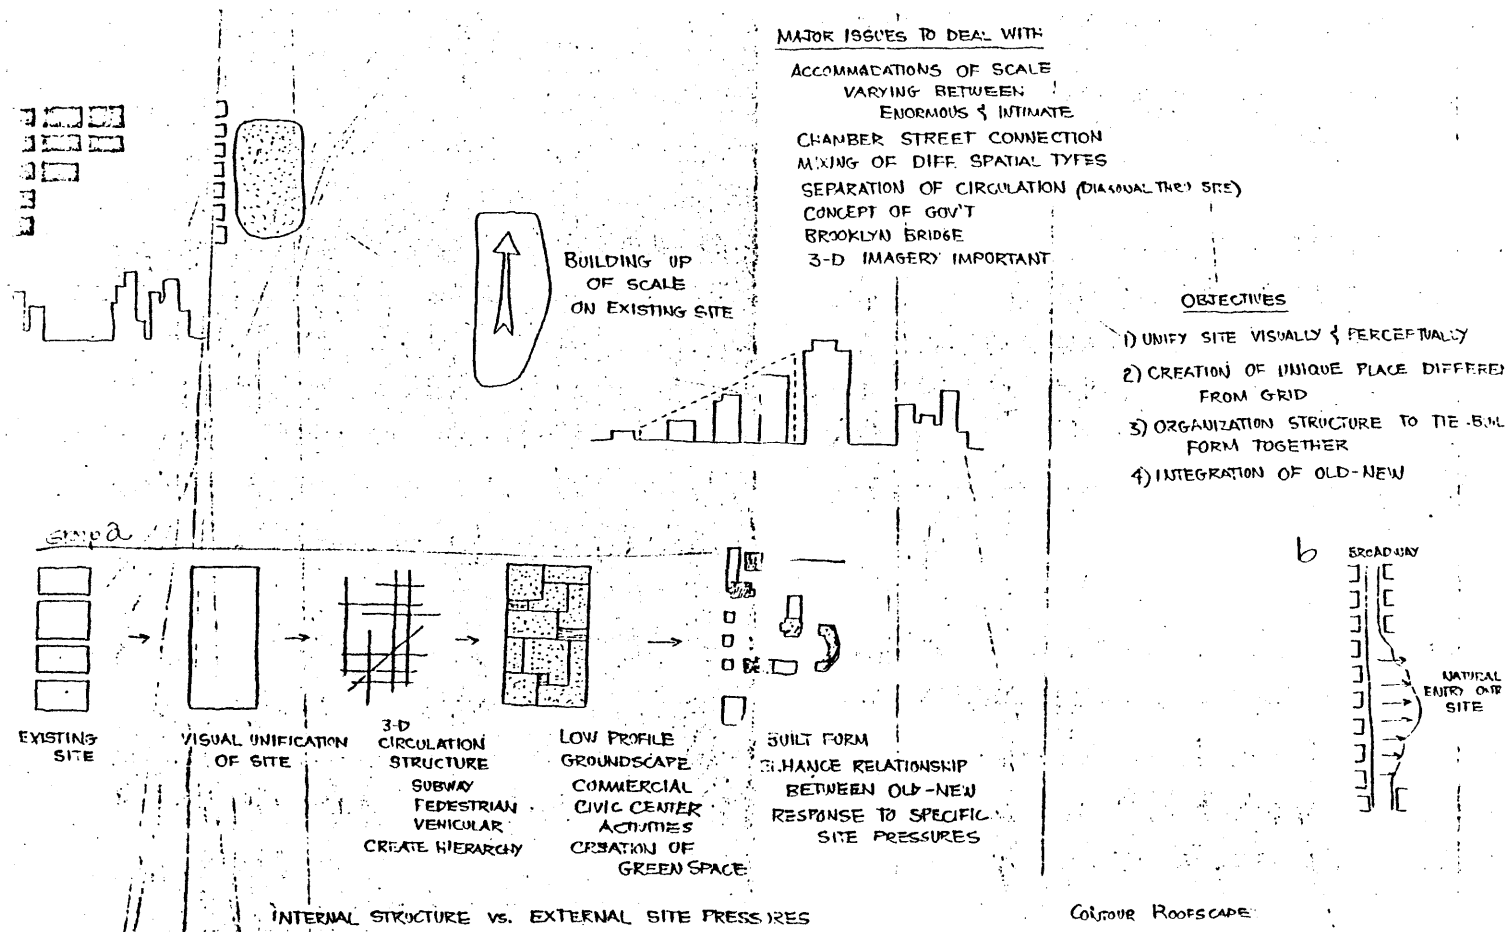 MAJOR ISSUES TO DEAL WITH
ACCOMMADATIONS OF SCALE
VARYING BETWEEN
ENORMOUS & INTIMATE
CHAMBER STREET CONNECTION
MIXING OF DIFF. SPATIAL TYPES
SEPARATION OF CIRCULATION (DIAGONAL THRU SITE)
CONCEPT OF GOV'T
BROOKLYN BRIDGE
3-D IMAGERY IMPORTANT
BUILDING UP
OF SCALE
ON EXISTING SITE
OBJECTIVES
1) UNIFY SITE VISUALLY & PERCEPTUALLY
2) CREATION OF UNIQUE PLACE DIFFEREN
FROM GRID
3) ORGANIZATION STRUCTURE TO TIE
FORM TOGETHER
4) INTEGRATION OF OLD-NEW
a
EXISTING
SITE
VISUAL UNIFICATION
OF SITE
3-D
CIRCULATION
STRUCTURE
SUBWAY
PEDESTRIAN
VEHICULAR
CREATE HIERARCHY
LOW PROFILE
GROUNDSCAPE
COMMERCIAL
CIVIC CENTER
ACTIVITIES
CREATION OF
GREEN SPACE
BUILT FORM
ENHANCE RELATIONSHIP
BETWEEN OLD-NEW
RESPONSE TO SPECIFIC
SITE PRESSURES
b
BROADWAY
NATURAL
ENTRY
SITE
INTERNAL STRUCTURE VS. EXTERNAL SITE PRESSURES
CONTOUR ROOFSCAPE